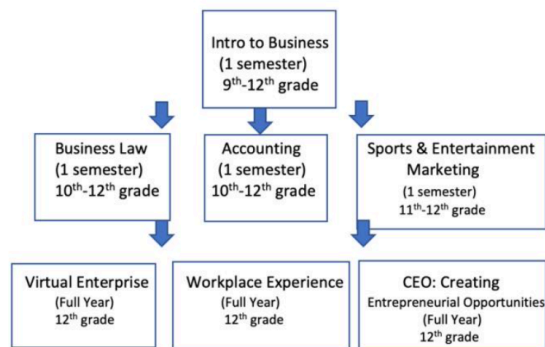 Intro to Business
(1 semester)
9th-12th grade
Business Law
(1 semester)
10th-12th grade
Accounting
(1 semester)
10th-12th grade
Sports & Entertainment
Marketing
(1 semester)
11th-12th grade
Virtual Enterprise
(Full Year)
12th grade
Workplace Experience
(Full Year)
12th grade
CEO: Creating
Entrepreneurial Opportunities
(Full Year)
12th grade